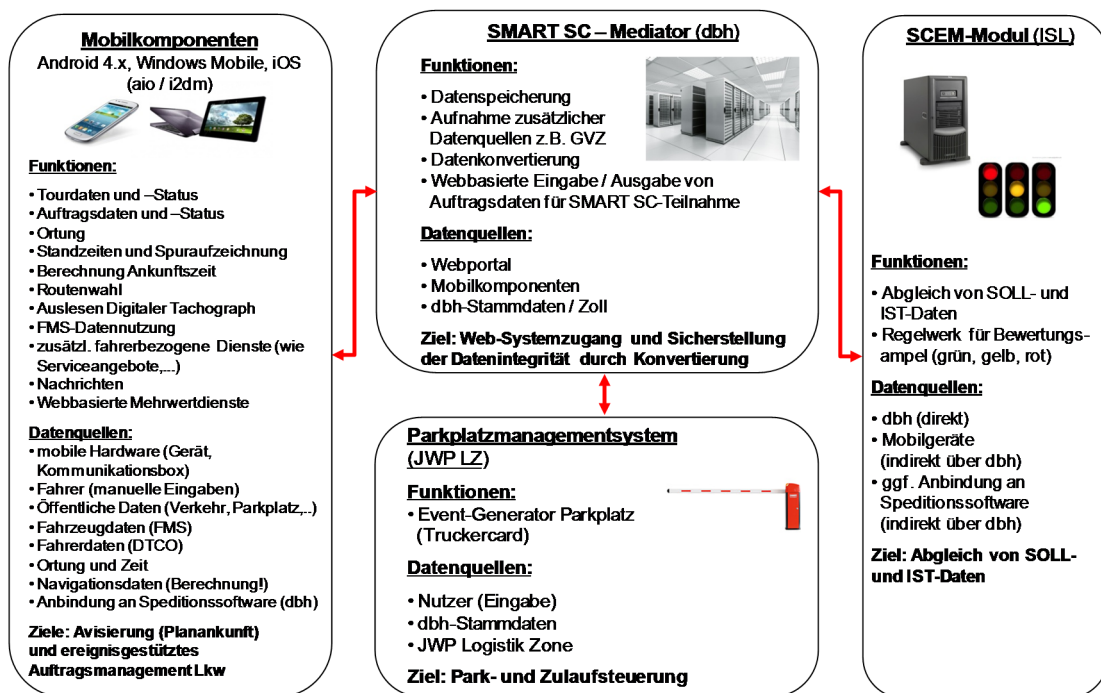 Mobilkomponenten
Android 4.x, Windows Mobile, iOS
(aio / i2dm)
Funktionen:
• Tourdaten und –Status
• Auftragsdaten und –Status
• Ortung
• Standzeiten und Spuraufzeichnung
• Berechnung Ankunftszeit
• Routenwahl
• Auslesen Digitaler Tachograph
• FMS-Datennutzung
• zusätzl. fahrerbezogene Dienste (wie
Serviceangebote,...)
• Nachrichten
• Webbasierte Mehrwertdienste
Datenquellen:
• mobile Hardware (Gerät,
Kommunikationsbox)
• Fahrer (manuelle Eingaben)
• Öffentliche Daten (Verkehr, Parkplatz,..)
• Fahrzeugdaten (FMS)
• Fahrerdaten (DTCO)
• Ortung und Zeit
• Navigationsdaten (Berechnung!)
• Anbindung an Speditionssoftware (dbh)
Ziele: Avisierung (Planankunft)
und ereignisgestütztes
Auftragsmanagement Lkw
SMART SC – Mediator (dbh)
Funktionen:
• Datenspeicherung
• Aufnahme zusätzlicher
Datenquellen z.B. GVZ
• Datenkonvertierung
• Webbasierte Eingabe / Ausgabe von
Auftragsdaten für SMART SC-Teilnahme
Datenquellen:
• Webportal
• Mobilkomponenten
• dbh-Stammdaten / Zoll
Ziel: Web-Systemzugang und Sicherstellung
der Datenintegrität durch Konvertierung
Parkplatzmanagementsystem
(JWP LZ)
Funktionen:
• Event-Generator Parkplatz
(Truckercard)
Datenquellen:
• Nutzer (Eingabe)
• dbh-Stammdaten
• JWP Logistik Zone
Ziel: Park- und Zulaufsteuerung
SCEM-Modul (ISL)
Funktionen:
• Abgleich von SOLL- und
IST-Daten
• Regelwerk für Bewertungs-
ampel (grün, gelb, rot)
Datenquellen:
• dbh (direkt)
• Mobilgeräte
(indirekt über dbh)
• ggf. Anbindung an
Speditionssoftware
(indirekt über dbh)
Ziel: Abgleich von SOLL-
und IST-Daten